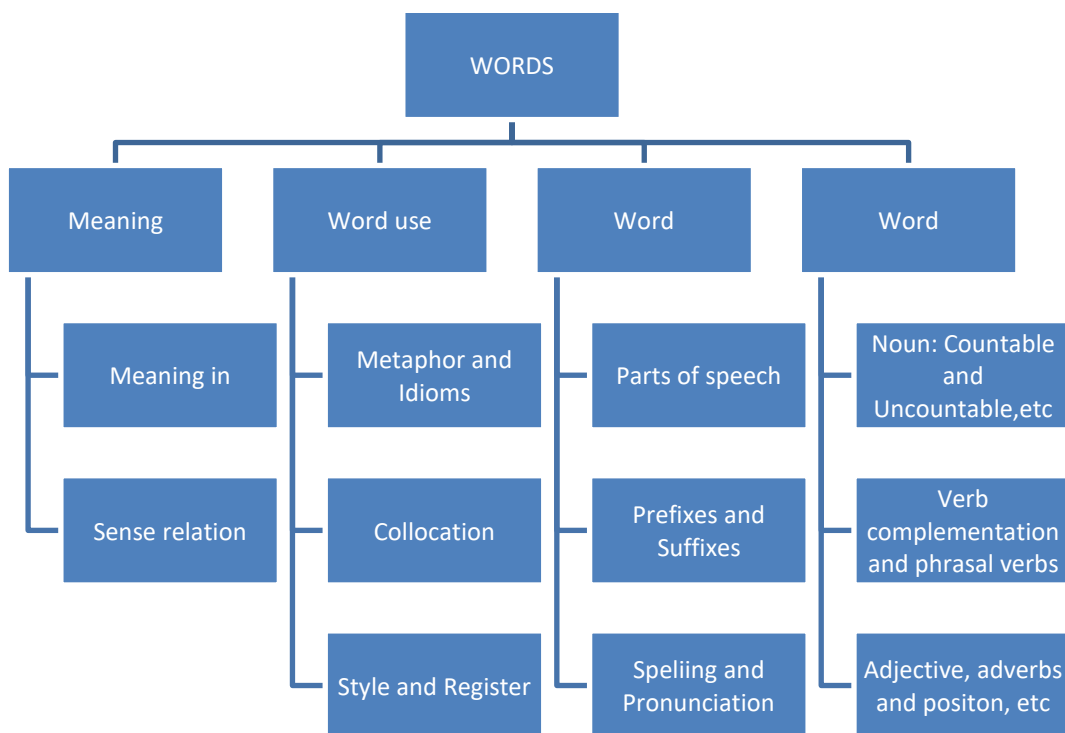 WORDS
Meaning
Word use
Word
Word
Meaning in
Sense relation
Metaphor and
Idioms
Collocation
Style and Register
Parts of speech
Prefixes and
Suffixes
Speliing and
Pronunciation
Noun: Countable
and
Uncountable,etc
Verb
complementation
and phrasal verbs
Adjective, adverbs
and positon, etc